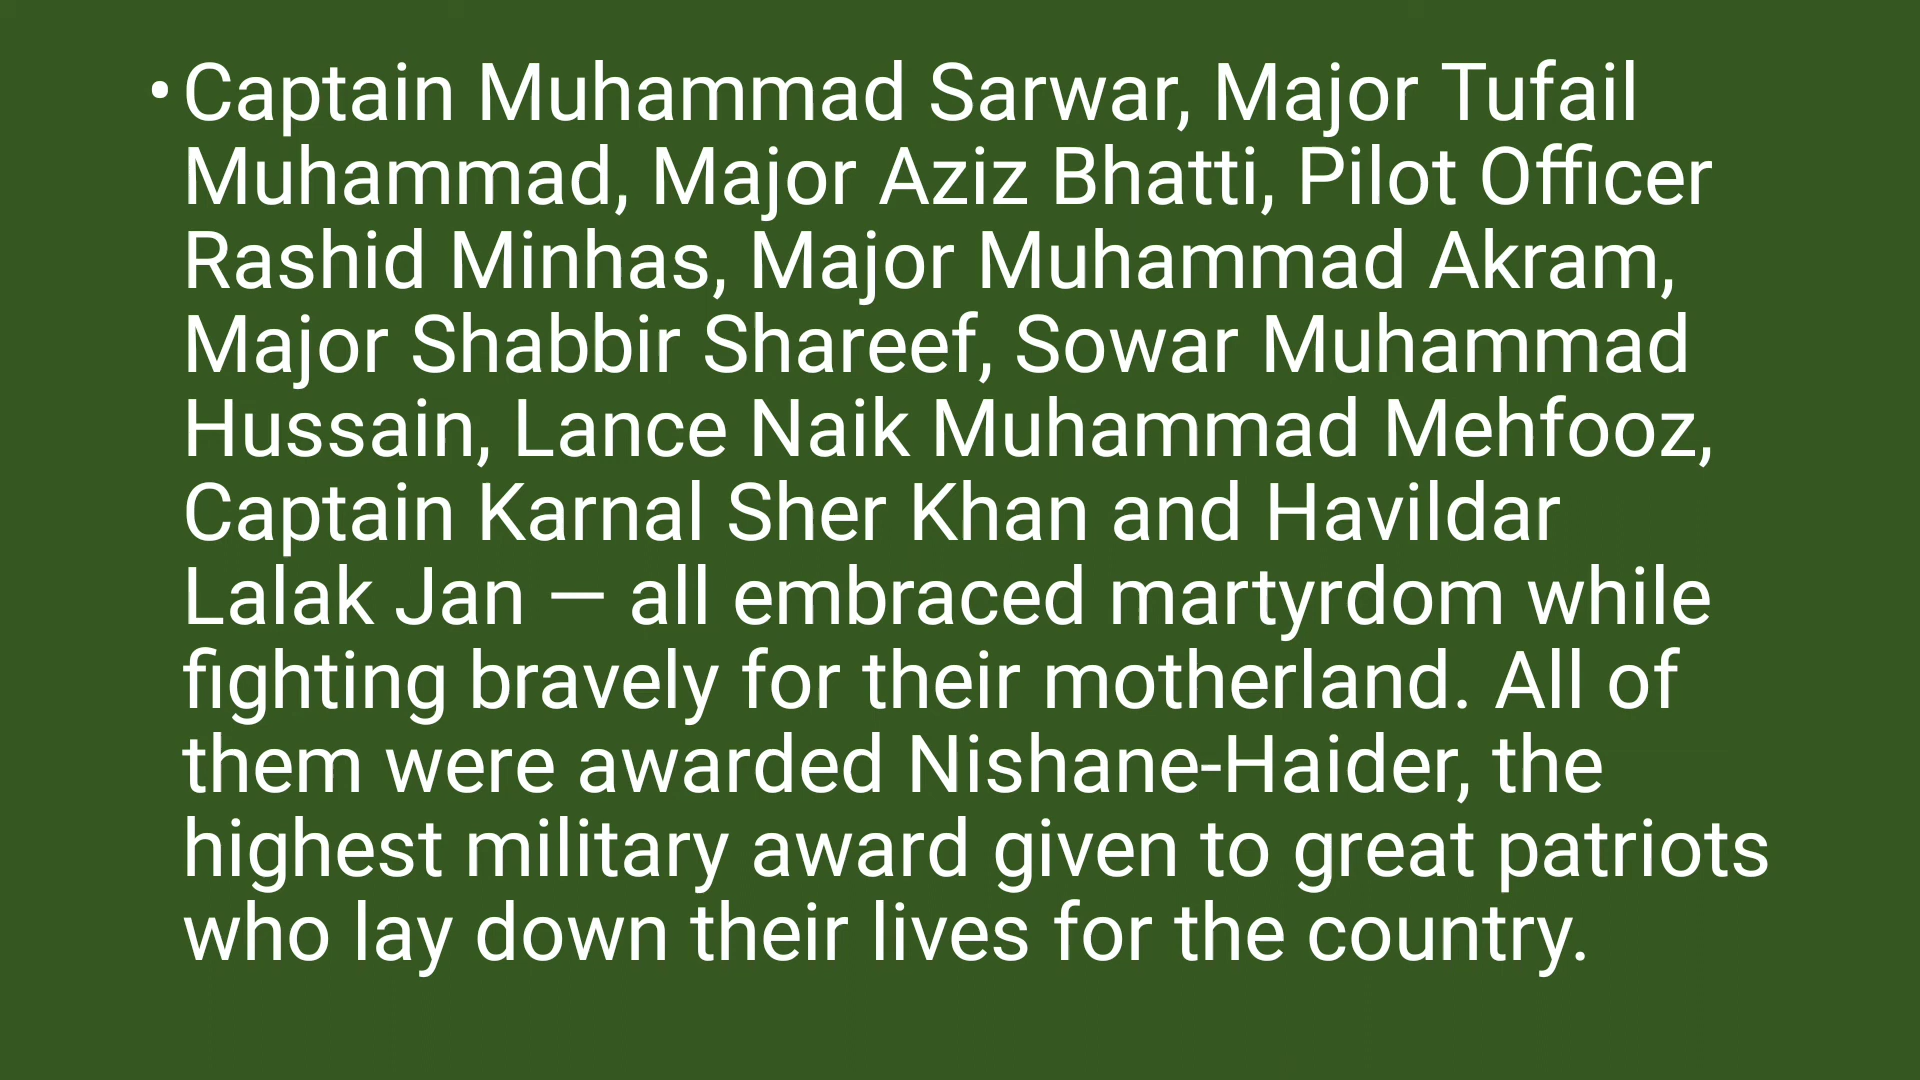 • Captain Muhammad Sarwar, Major Tufail
Muhammad, Major Aziz Bhatti, Pilot Officer
Rashid Minhas, Major Muhammad Akram,
Major Shabbir Shareef, Sowar Muhammad
Hussain, Lance Naik Muhammad Mehfooz,
Captain Karnal Sher Khan and Havildar
Lalak Jan — all embraced martyrdom while
fighting bravely for their motherland. All of
them were awarded Nishane-Haider, the
highest military award given to great patriots
who lay down their lives for the country.